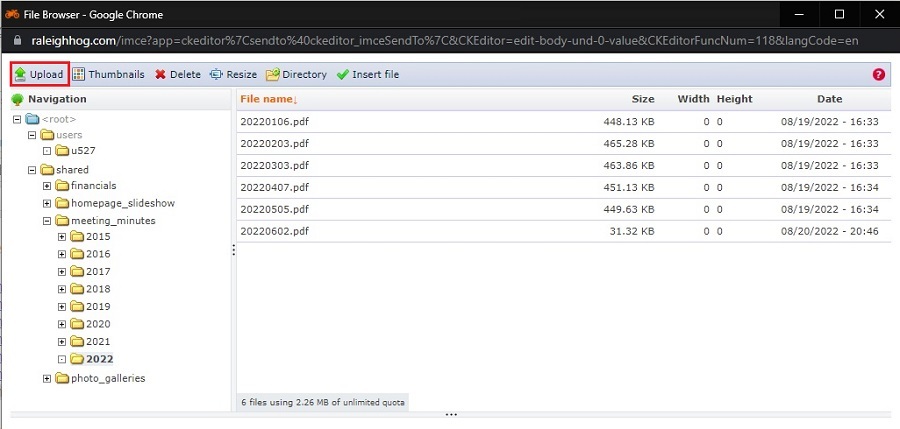 File Browser - Google Chrome
raleighhog.com/imce?app=ckeditor%7Csendto%40ckeditor_imceSendTo%7C&CKEditor=edit-body-und-0-value&CKEditorFuncNum=118&langCode=en
Upload Thumbnails Delete Resize Directory Insert file ?
Navigation
<root>
users
u527
shared
financials
homepage_slideshow
meeting_minutes
2015
2016
2017
2018
2019
2020
2021
2022
photo_galleries
File name↓ Size Width Height Date
20220106.pdf 448.13 KB 0 0 08/19/2022 - 16:33
20220203.pdf 465.28 KB 0 0 08/19/2022 - 16:33
20220303.pdf 463.86 KB 0 0 08/19/2022 - 16:33
20220407.pdf 451.13 KB 0 0 08/19/2022 - 16:34
20220505.pdf 449.63 KB 0 0 08/19/2022 - 16:34
20220602.pdf 31.32 KB 0 0 08/20/2022 - 20:46
6 files using 2.26 MB of unlimited quota